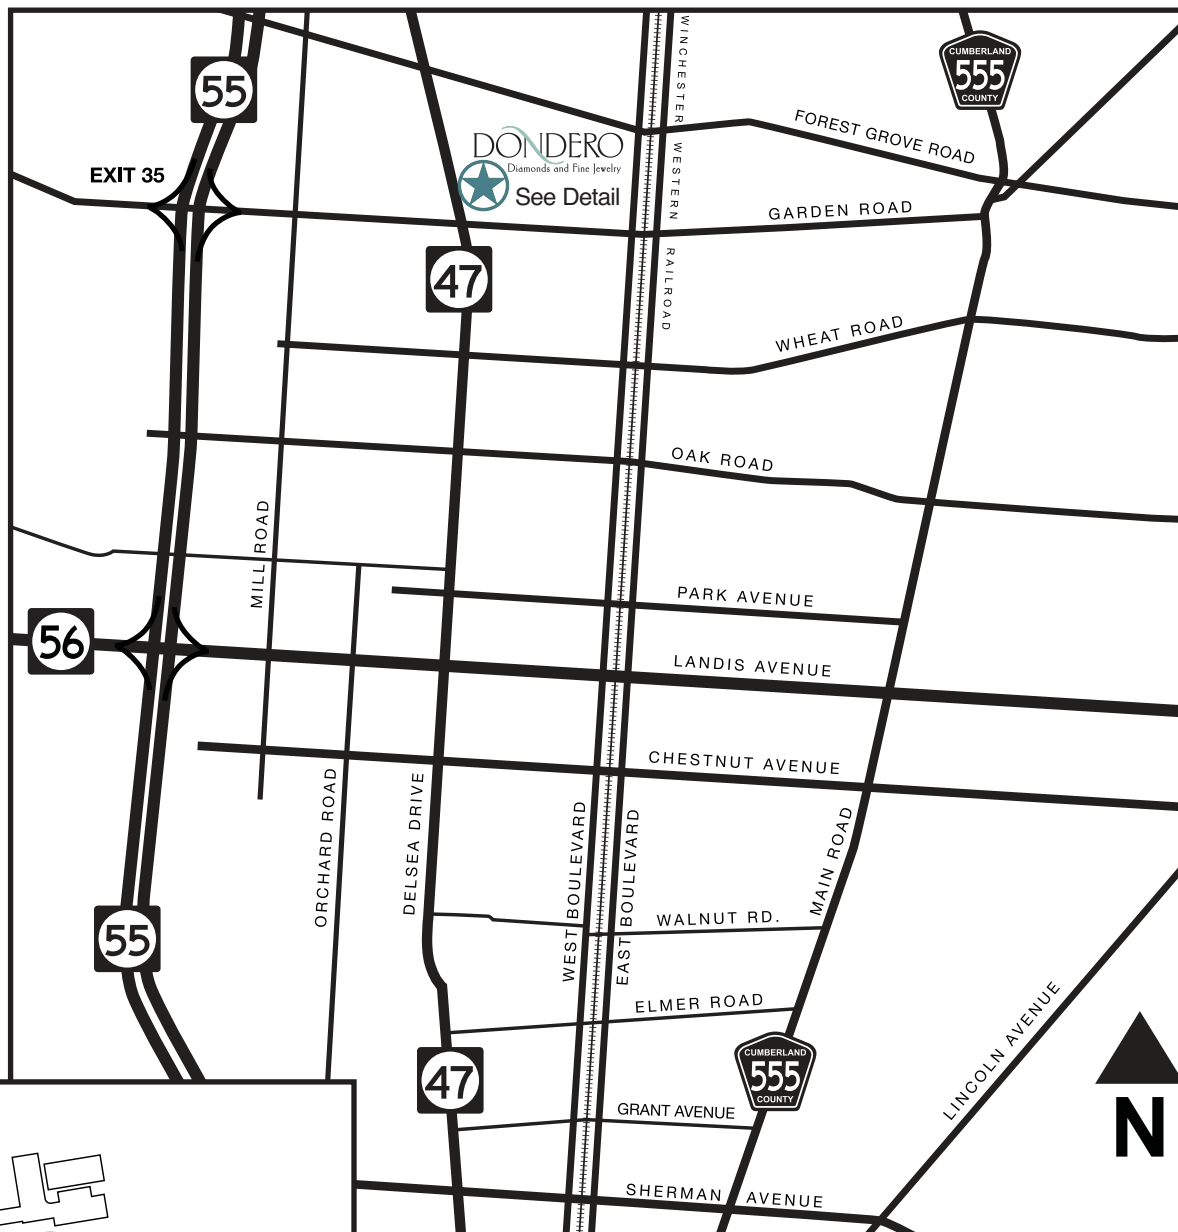 55
CUMBERLAND
555
COUNTY
WINCHESTER WESTERN RAILROAD
FOREST GROVE ROAD
DONDERO
Diamonds and Fine Jewelry
See Detail
EXIT 35
GARDEN ROAD
47
WHEAT ROAD
OAK ROAD
MILL ROAD
PARK AVENUE
56
LANDIS AVENUE
CHESTNUT AVENUE
ORCHARD ROAD
DELSEA DRIVE
WEST BOULEVARD
EAST BOULEVARD
MAIN ROAD
WALNUT RD.
55
ELMER ROAD
LINCOLN AVENUE
47
CUMBERLAND
555
COUNTY
GRANT AVENUE
N
SHERMAN AVENUE